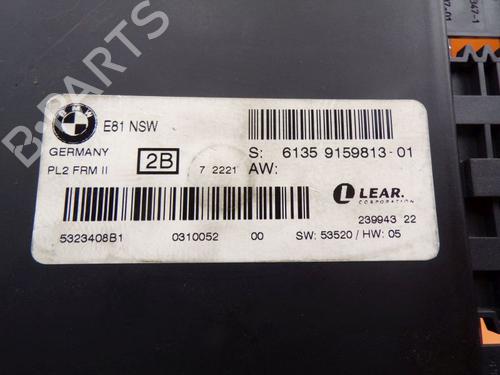 BMW
E81 NSW
GERMANY
PL2 FRM II
2B
7 2221
S: 6135 9159813-01
AW:
LEAR.
CORPORATION
239943 22
5323408B1 0310052 00 SW: 53520 / HW: 05
B-PARTS